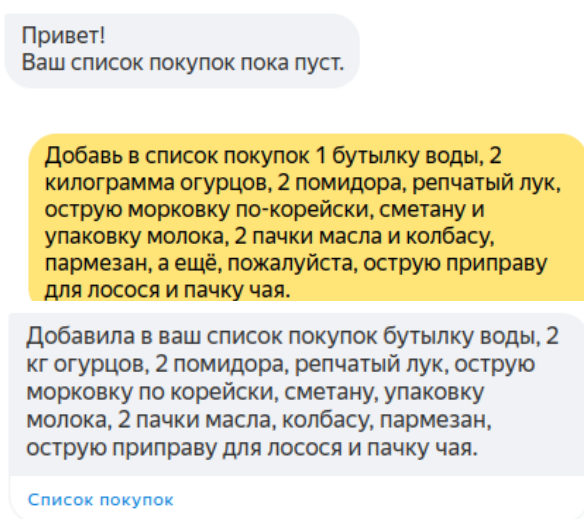 Привет!
Ваш список покупок пока пуст.
Добавь в список покупок 1 бутылку воды, 2
килограмма огурцов, 2 помидора, репчатый лук,
острую морковку по-корейски, сметану и
упаковку молока, 2 пачки масла и колбасу,
пармезан, а ещё, пожалуйста, острую приправу
для лосося и пачку чая.
Добавила в ваш список покупок бутылку воды, 2
кг огурцов, 2 помидора, репчатый лук, острую
морковку по корейски, сметану, упаковку
молока, 2 пачки масла, колбасу, пармезан,
острую приправу для лосося и пачку чая.
Список покупок